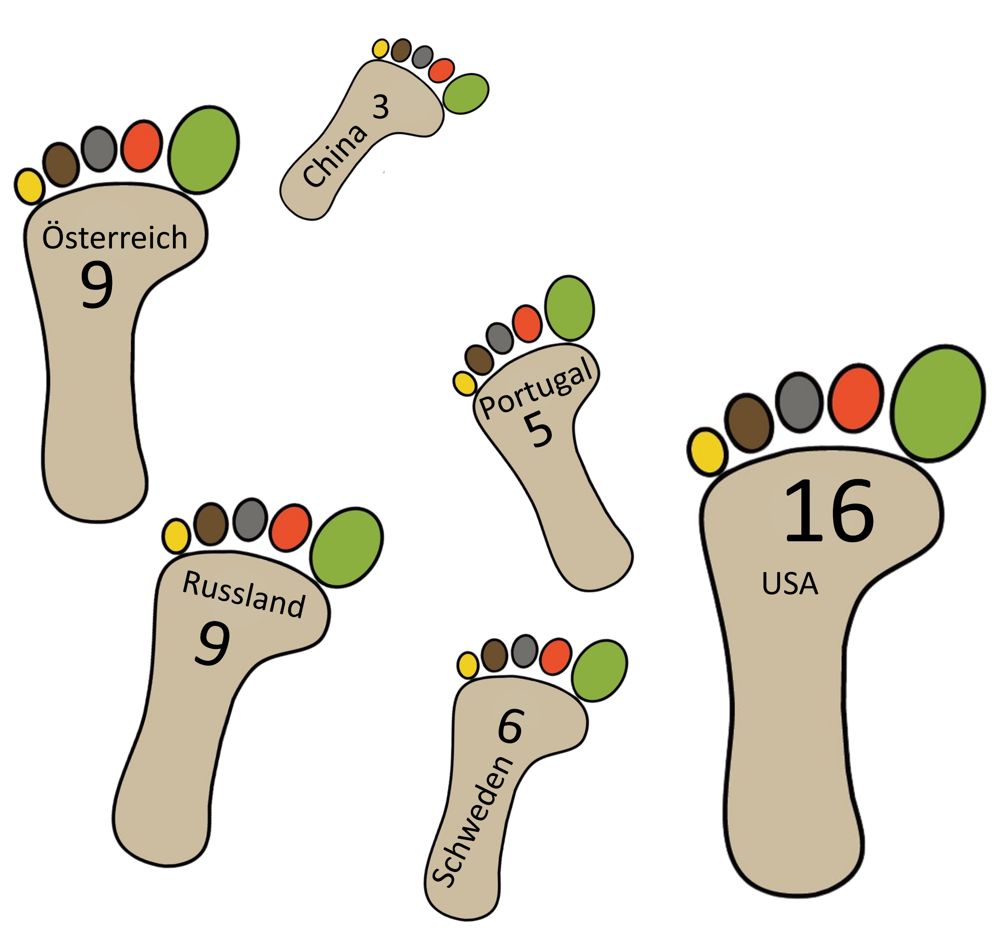 3
China
Österreich
9
Portugal
5
16
USA
Russland
9
6
Schweden